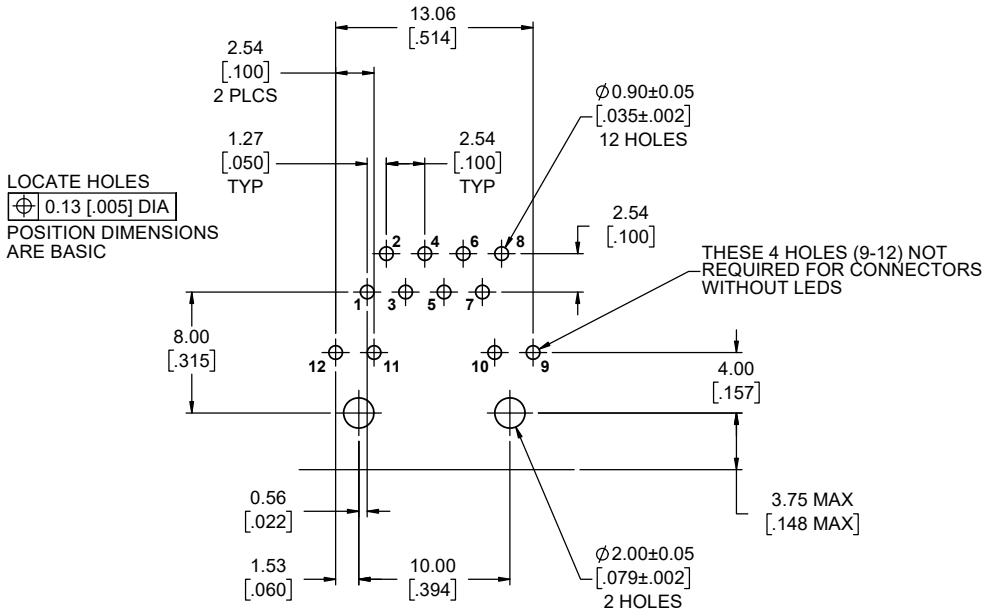 13.06
[.514]
2.54
[.100]
2 PLCS
1.27
[.050]
TYP
2.54
[.100]
TYP
Ø0.90±0.05
[.035±.002]
12 HOLES
LOCATE HOLES
⌖ 0.13 [.005] DIA
POSITION DIMENSIONS
ARE BASIC
2.54
[.100]
2 4 6 8
1 3 5 7
THESE 4 HOLES (9-12) NOT
REQUIRED FOR CONNECTORS
WITHOUT LEDS
8.00
[.315]
12 11 10 9
4.00
[.157]
0.56
[.022]
3.75 MAX
[.148 MAX]
1.53
[.060]
10.00
[.394]
Ø2.00±0.05
[.079±.002]
2 HOLES